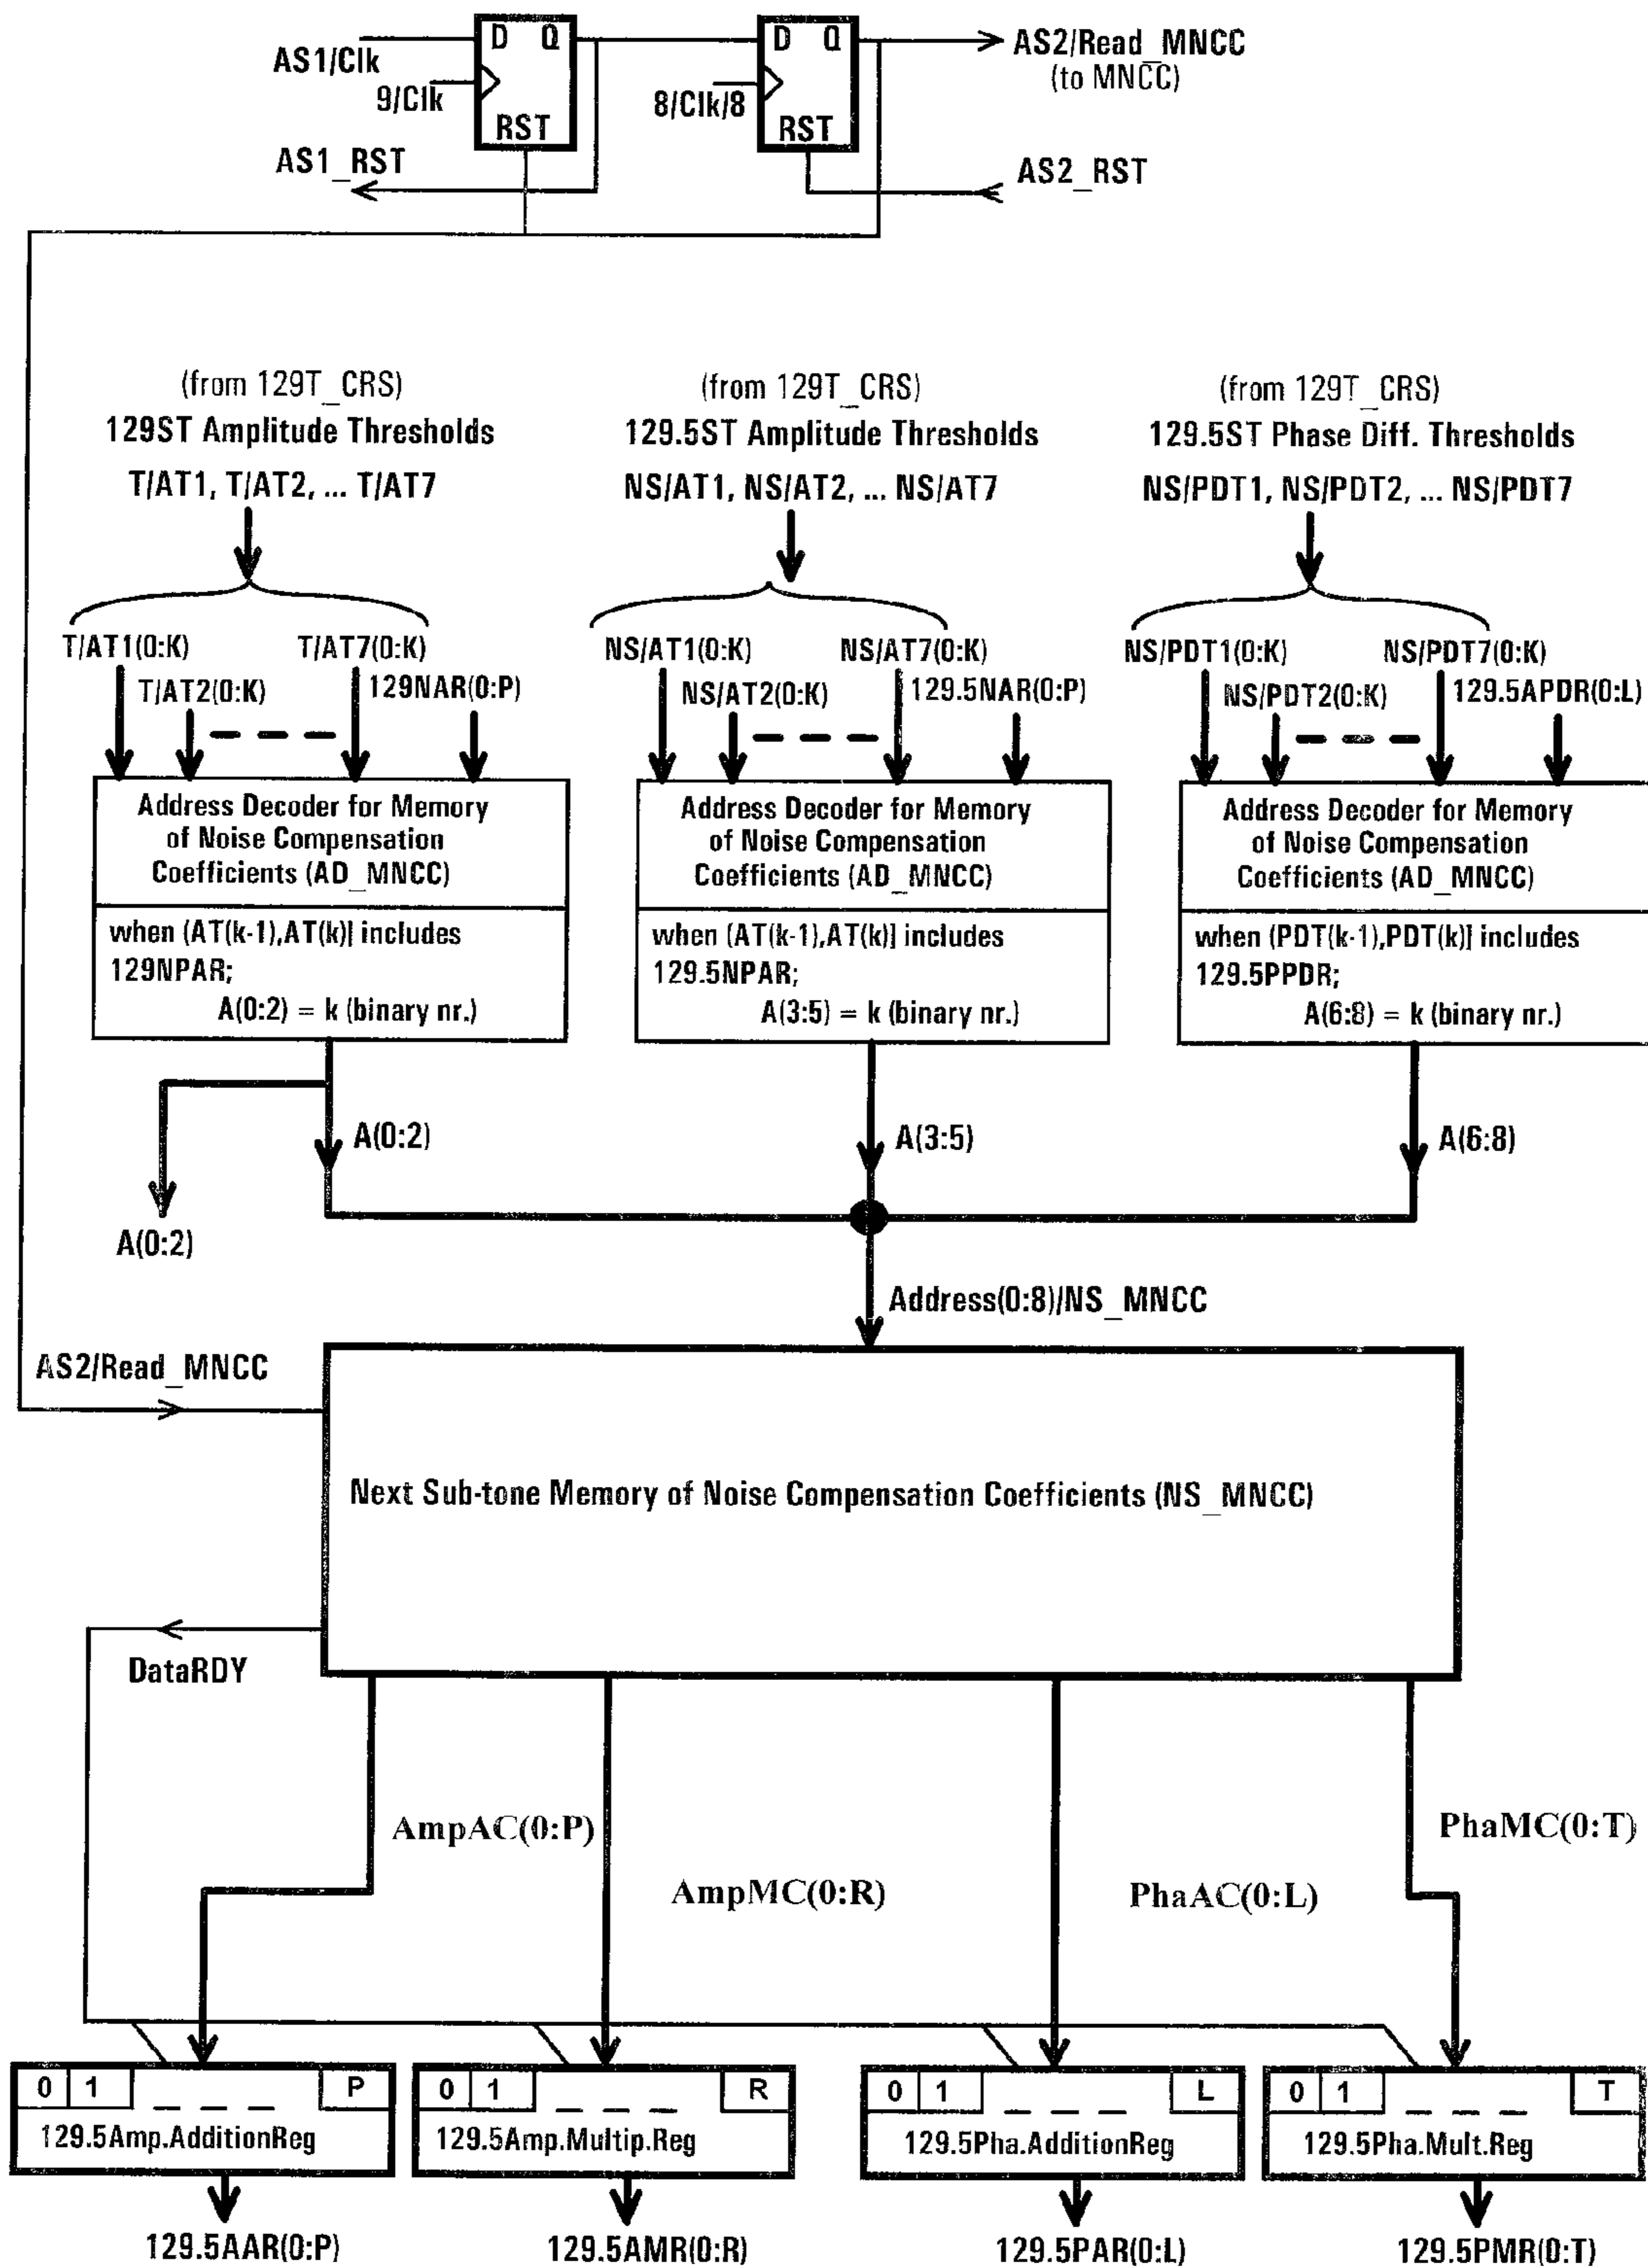 D Q
D Q
AS1/Clk
AS2/Read_MNCC
(to MNCC)
9/Clk
8/Clk/8
RST
RST
AS1_RST
AS2_RST
(from 129T_CRS)
129ST Amplitude Thresholds
T/AT1, T/AT2, ... T/AT7
(from 129T_CRS)
129.5ST Amplitude Thresholds
NS/AT1, NS/AT2, ... NS/AT7
(from 129T_CRS)
129.5ST Phase Diff. Thresholds
NS/PDT1, NS/PDT2, ... NS/PDT7
T/AT1(0:K)
T/AT7(0:K)
T/AT2(0:K)
129NAR(0:P)
NS/AT1(0:K)
NS/AT7(0:K)
NS/AT2(0:K)
129.5NAR(0:P)
NS/PDT1(0:K)
NS/PDT7(0:K)
NS/PDT2(0:K)
129.5APDR(0:L)
Address Decoder for Memory
of Noise Compensation
Coefficients (AD_MNCC)
when (AT(k-1),AT(k)] includes
129NPAR;
A(0:2) = k (binary nr.)
Address Decoder for Memory
of Noise Compensation
Coefficients (AD_MNCC)
when (AT(k-1),AT(k)] includes
129.5NPAR;
A(3:5) = k (binary nr.)
Address Decoder for Memory
of Noise Compensation
Coefficients (AD_MNCC)
when (PDT(k-1),PDT(k)] includes
129.5PPDR;
A(6:8) = k (binary nr.)
A(0:2)
A(3:5)
A(6:8)
A(0:2)
Address(0:8)/NS_MNCC
AS2/Read_MNCC
Next Sub-tone Memory of Noise Compensation Coefficients (NS_MNCC)
DataRDY
AmpAC(0:P)
PhaMC(0:T)
AmpMC(0:R)
PhaAC(0:L)
0 1 P
129.5Amp.AdditionReg
0 1 R
129.5Amp.Multip.Reg
0 1 L
129.5Pha.AdditionReg
0 1 T
129.5Pha.Mult.Reg
129.5AAR(0:P)
129.5AMR(0:R)
129.5PAR(0:L)
129.5PMR(0:T)